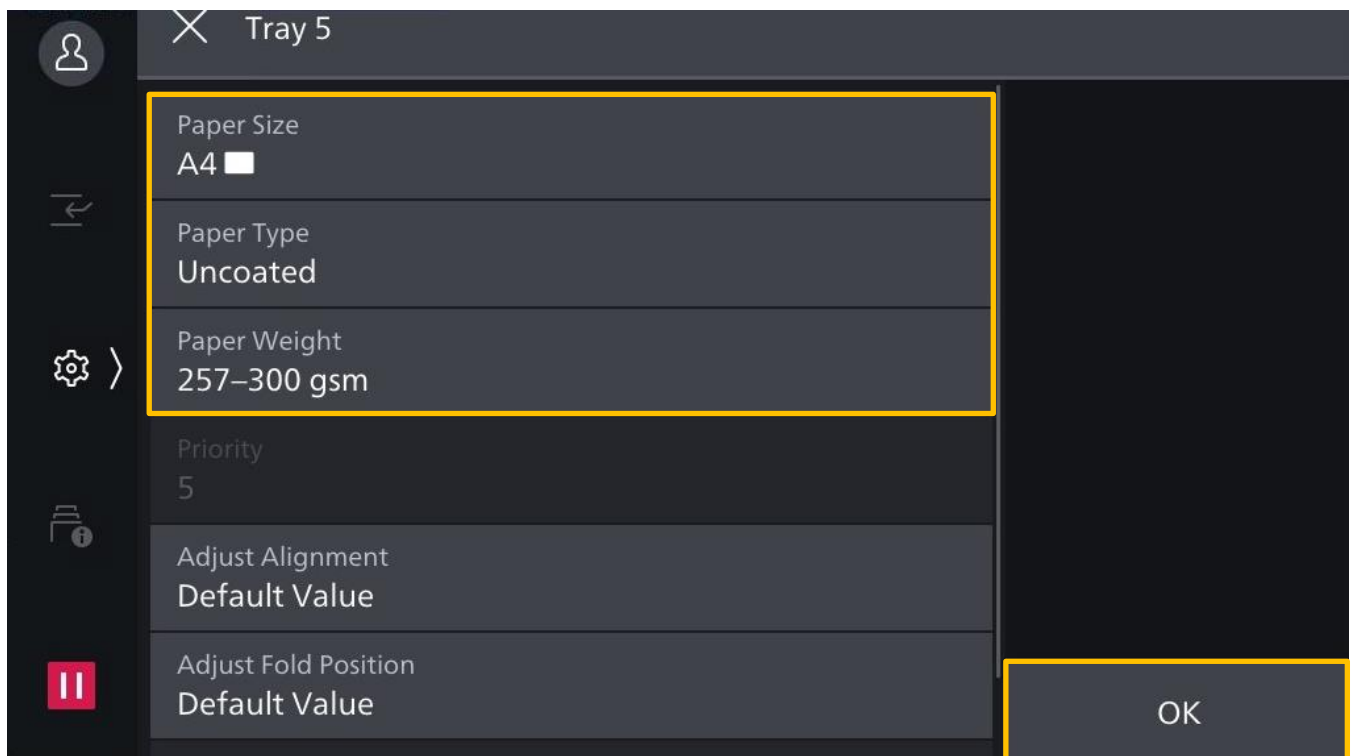 Tray 5
Paper Size
A4
Paper Type
Uncoated
Paper Weight
257–300 gsm
Priority
5
Adjust Alignment
Default Value
Adjust Fold Position
Default Value
OK